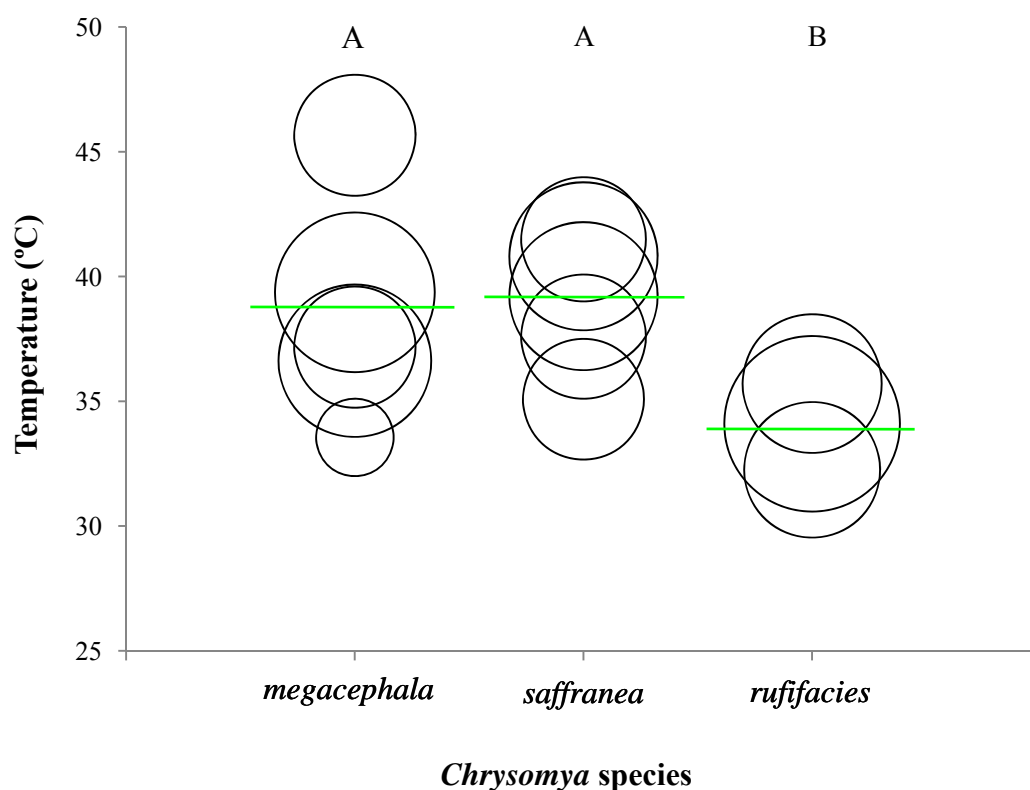 50
A A B
45
40
35
30
25
Temperature (ºC)
megacephala saffranea rufifacies
Chrysomya species